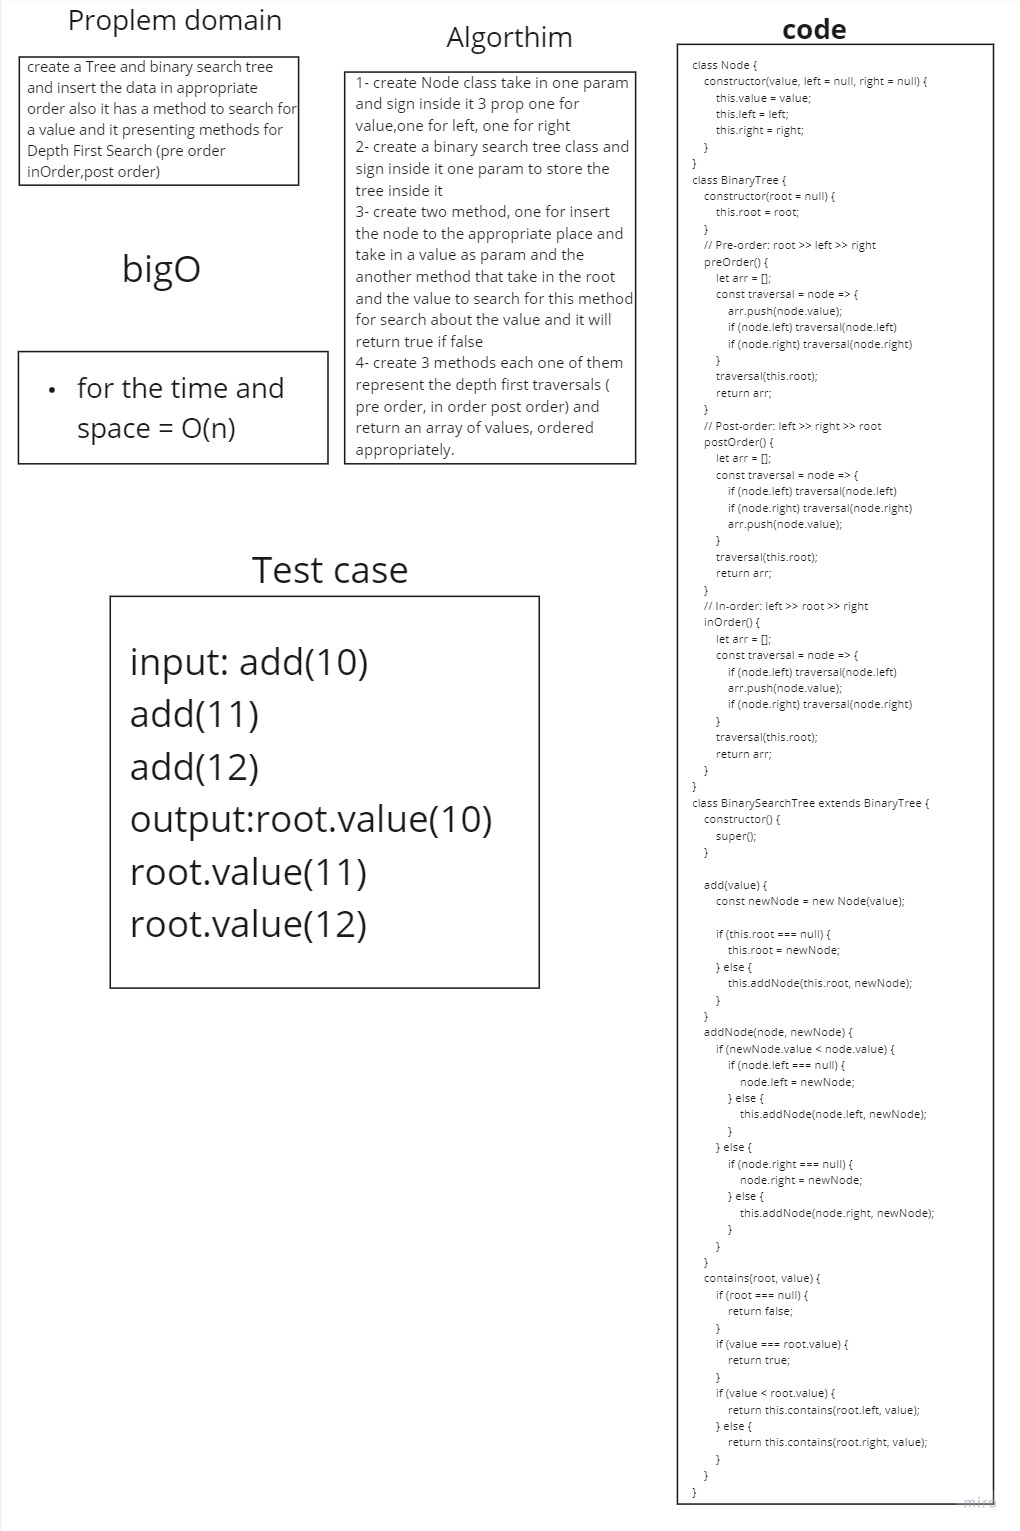 Proplem domain
create a Tree and binary search tree
and insert the data in appropriate
order also it has a method to search for
a value and it presenting methods for
Depth First Search (pre order
inOrder,post order)
bigO
• for the time and
space = O(n)
Algorthim
1- create Node class take in one param
and sign inside it 3 prop one for
value,one for left, one for right
2- create a binary search tree class and
sign inside it one param to store the
tree inside it
3- create two method, one for insert
the node to the appropriate place and
take in a value as param and the
another method that take in the root
and the value to search for this method
for search about the value and it will
return true if false
4- create 3 methods each one of them
represent the depth first traversals (
pre order, in order post order) and
return an array of values, ordered
appropriately.
Test case
input: add(10)
add(11)
add(12)
output:root.value(10)
root.value(11)
root.value(12)
code
class Node {
constructor(value, left = null, right = null) {
this.value = value;
this.left = left;
this.right = right;
}
}
class BinaryTree {
constructor(root = null) {
this.root = root;
}
// Pre-order: root >> left >> right
preOrder() {
let arr = [];
const traversal = node => {
arr.push(node.value);
if (node.left) traversal(node.left)
if (node.right) traversal(node.right)
}
traversal(this.root);
return arr;
}
// Post-order: left >> right >> root
postOrder() {
let arr = [];
const traversal = node => {
if (node.left) traversal(node.left)
if (node.right) traversal(node.right)
arr.push(node.value);
}
traversal(this.root);
return arr;
}
// In-order: left >> root >> right
inOrder() {
let arr = [];
const traversal = node => {
if (node.left) traversal(node.left)
arr.push(node.value);
if (node.right) traversal(node.right)
}
traversal(this.root);
return arr;
}
}
class BinarySearchTree extends BinaryTree {
constructor() {
super();
}
add(value) {
const newNode = new Node(value);
if (this.root === null) {
this.root = newNode;
} else {
this.addNode(this.root, newNode);
}
}
addNode(node, newNode) {
if (newNode.value < node.value) {
if (node.left === null) {
node.left = newNode;
} else {
this.addNode(node.left, newNode);
}
} else {
if (node.right === null) {
node.right = newNode;
} else {
this.addNode(node.right, newNode);
}
}
}
contains(root, value) {
if (root === null) {
return false;
}
if (value === root.value) {
return true;
}
if (value < root.value) {
return this.contains(root.left, value);
} else {
return this.contains(root.right, value);
}
}
}
miro